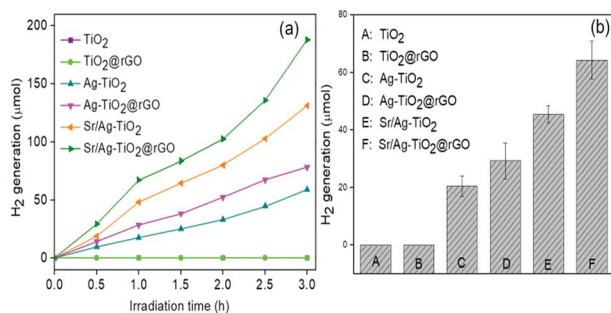 (a)
TiO2
TiO2@rGO
Ag-TiO2
Ag-TiO2@rGO
Sr/Ag-TiO2
Sr/Ag-TiO2@rGO
200
150
100
50
0
H2 generation (μmol)
0.0 0.5 1.0 1.5 2.0 2.5 3.0
Irradiation time (h)
(b)
A: TiO2
B: TiO2@rGO
C: Ag-TiO2
D: Ag-TiO2@rGO
E: Sr/Ag-TiO2
F: Sr/Ag-TiO2@rGO
80
60
40
20
0
H2 generation (μmol)
A B C D E F